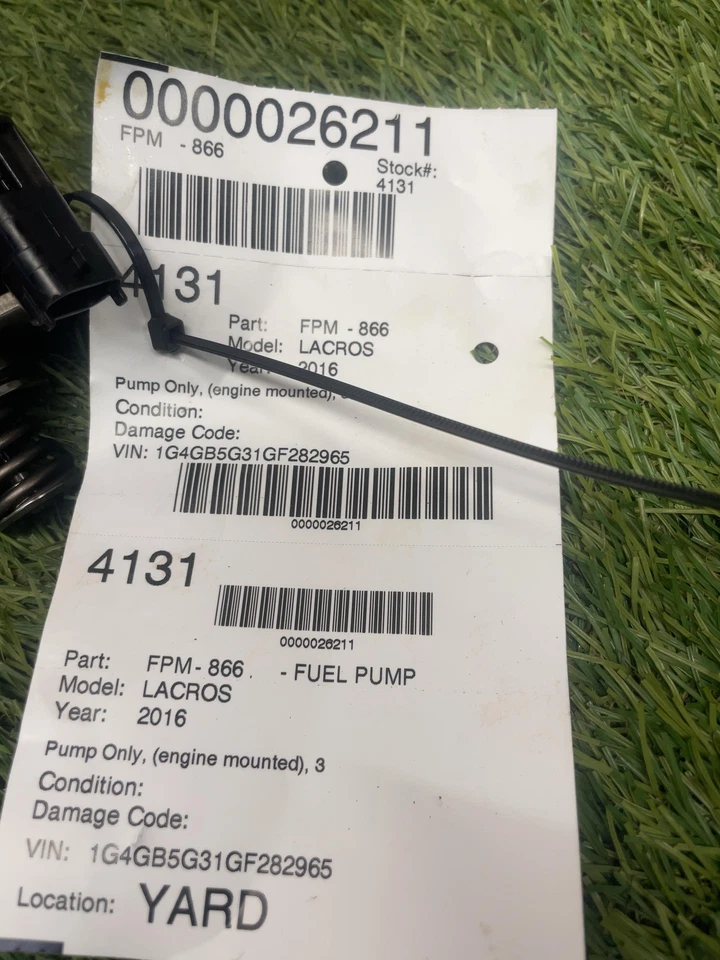 0000026211
FPM - 866
Stock#:
4131
4131
Part: FPM - 866
Model: LACROS
Year: 2016
Pump Only, (engine mounted),
Condition:
Damage Code:
VIN: 1G4GB5G31GF282965
0000026211
4131
0000026211
Part: FPM - 866 - FUEL PUMP
Model: LACROS
Year: 2016
Pump Only, (engine mounted), 3
Condition:
Damage Code:
VIN: 1G4GB5G31GF282965
Location: YARD